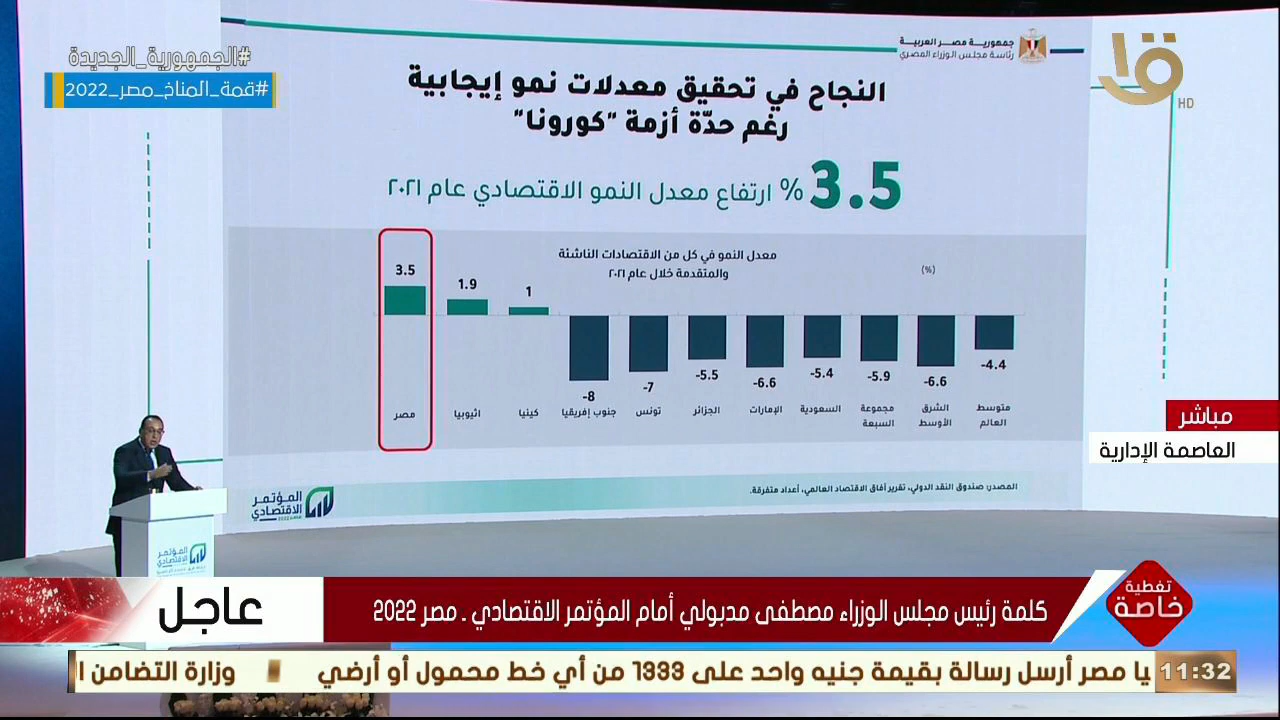 #الجمهورية_الجديدة
#قمة_المناخ_مصر_2022
جمهورية مصر العربية
رئاسة مجلس الوزراء المصري
HD
النجاح في تحقيق معدلات نمو إيجابية
رغم حدّة أزمة "كورونا"
3.5% ارتفاع معدل النمو الاقتصادي عام ٢٠٢١
معدل النمو في كل من الاقتصادات الناشئة
والمتقدمة خلال عام ٢٠٢١
(%)
3.5 1.9 1
-8 -7 -5.5 -6.6 -5.4 -5.9 -6.6 -4.4
مصر اثيوبيا كينيا جنوب إفريقيا تونس الجزائر الإمارات السعودية مجموعة السبعة الشرق الأوسط متوسط العالم
المصدر: صندوق النقد الدولي، تقرير آفاق الاقتصاد العالمي، أعداد متفرقة.
المؤتمر
الاقتصادي
المؤتمر
الاقتصادي
مباشر
العاصمة الإدارية
تغطية
خاصة
عاجل
كلمة رئيس مجلس الوزراء مصطفى مدبولي أمام المؤتمر الاقتصادي ـ مصر 2022
11:32
يا مصر أرسل رسالة بقيمة جنيه واحد على 1333 من أي خط محمول أو أرضي
وزارة التضامن ا